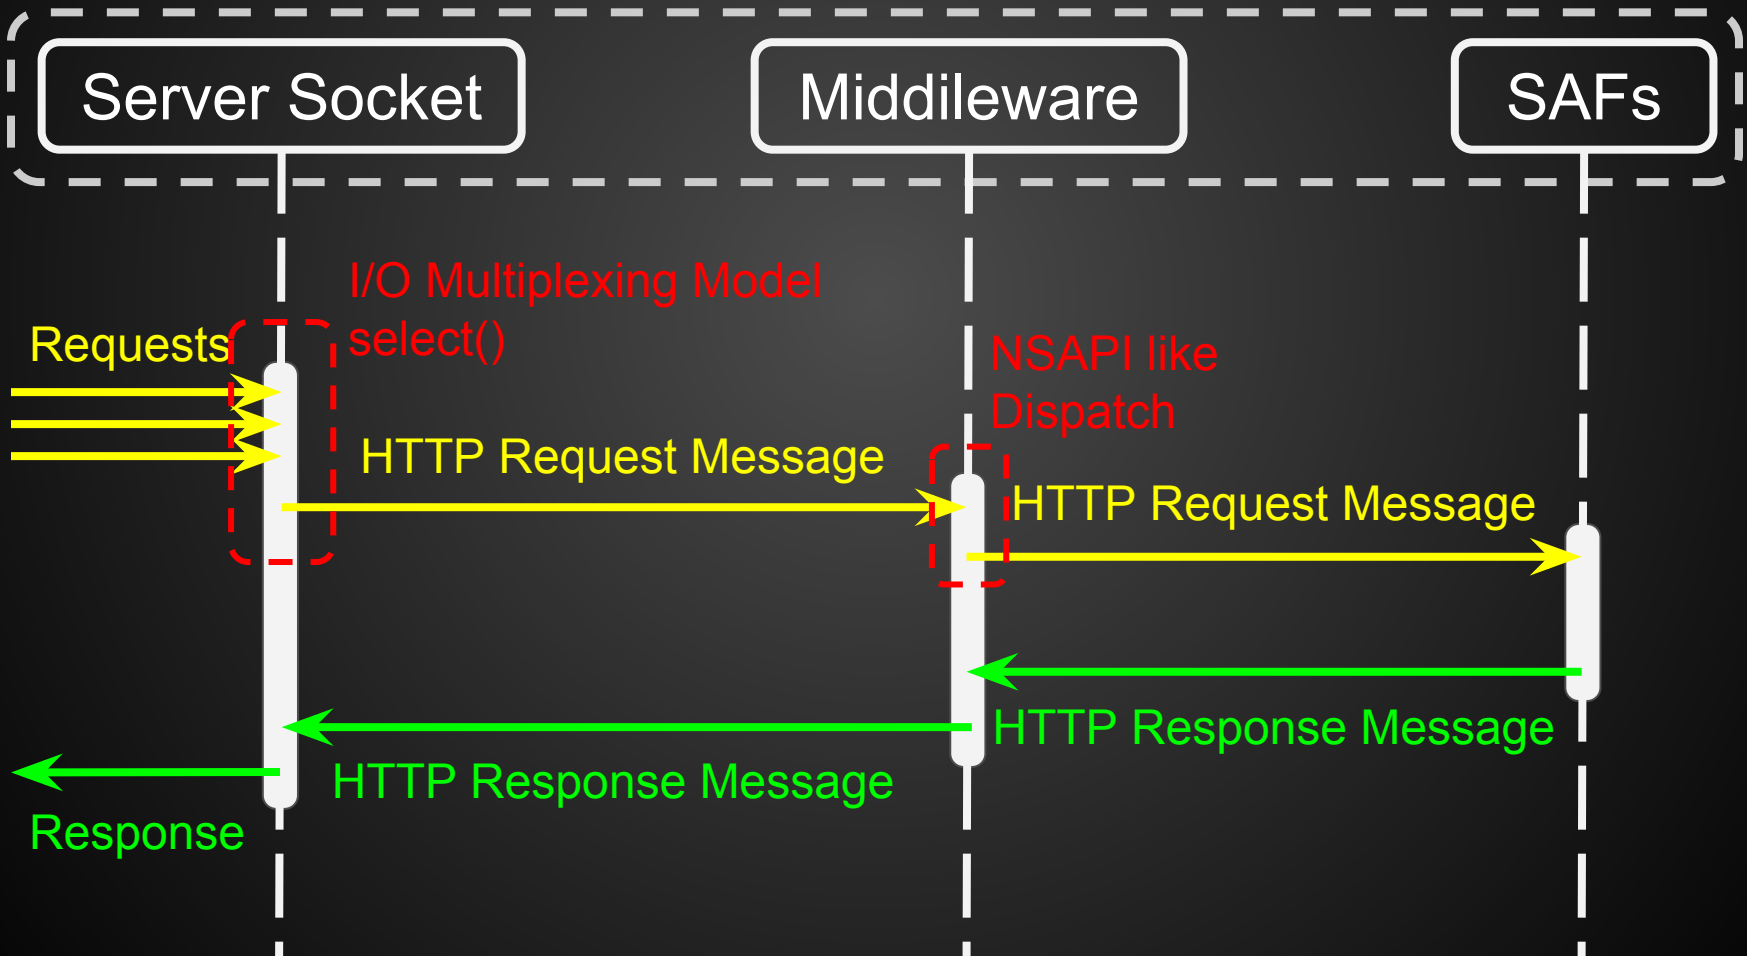 Server Socket
Middileware
SAFs
I/O Multiplexing Model
select()
Requests
NSAPI like
Dispatch
HTTP Request Message
HTTP Request Message
HTTP Response Message
HTTP Response Message
Response